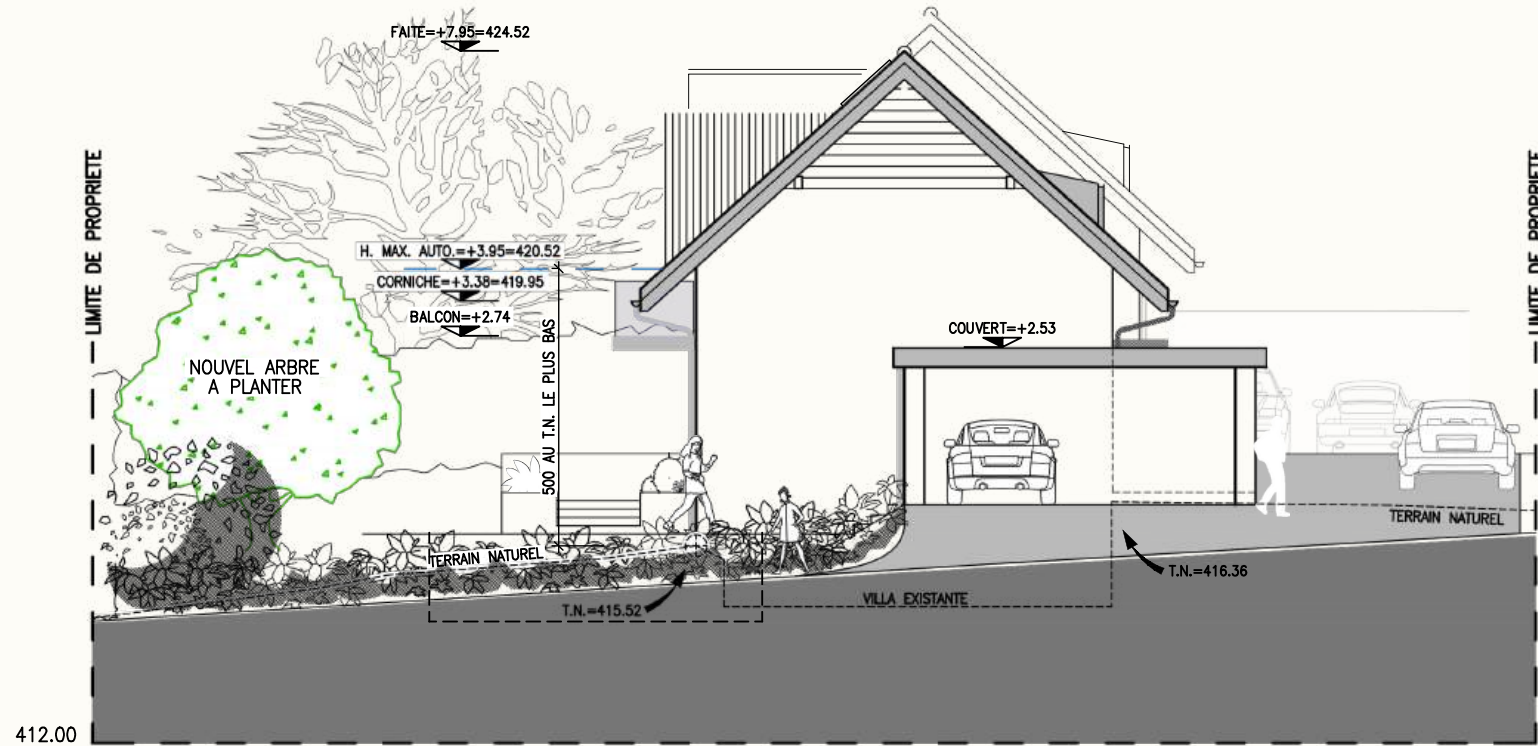 FAITE=+7.95=424.52
LIMITE DE PROPRIETE
LIMITE DE PROPRIETE
H. MAX. AUTO.=+3.95=420.52
CORNICHE=+3.38=419.95
BALCON=+2.74
COUVERT=+2.53
NOUVEL ARBRE
A PLANTER
500 AU T.N. LE PLUS BAS
TERRAIN NATUREL
TERRAIN NATUREL
T.N.=416.36
VILLA EXISTANTE
T.N.=415.52
412.00